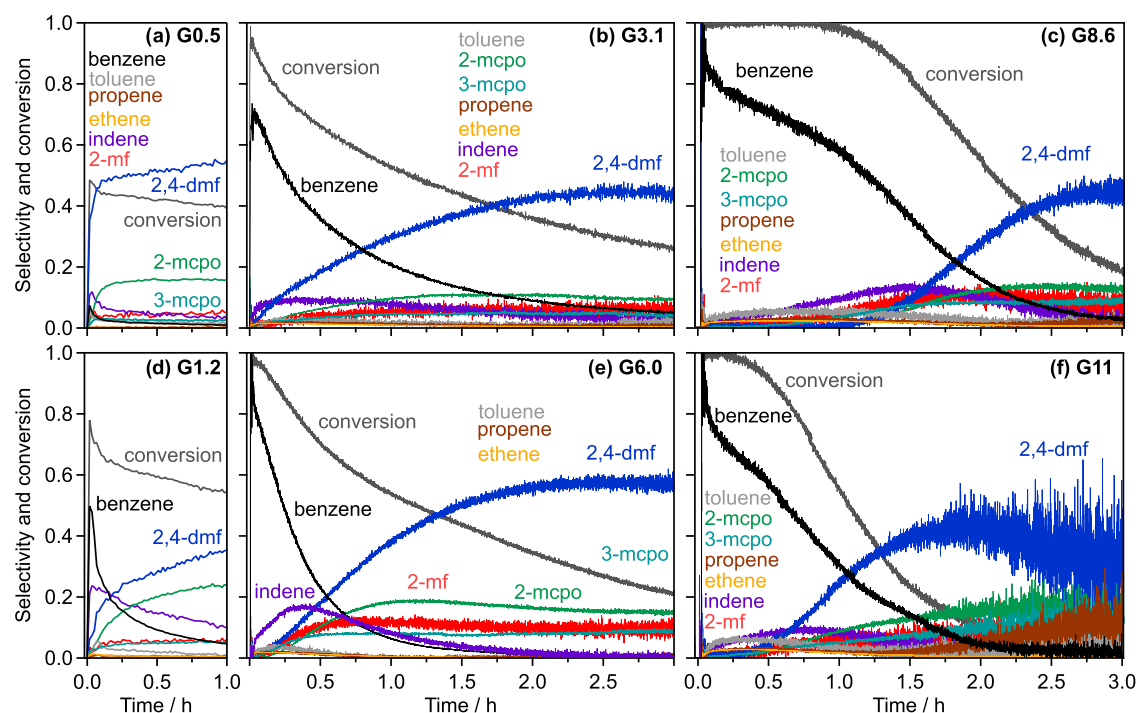 Selectivity and conversion
1.0
0.8
0.6
0.4
0.2
0.0
(a) G0.5
benzene
toluene
propene
ethene
indene
2-mf
2,4-dmf
conversion
2-mcpo
3-mcpo
(b) G3.1
conversion
toluene
2-mcpo
3-mcpo
propene
ethene
indene
2-mf
benzene
2,4-dmf
(c) G8.6
benzene
conversion
toluene
2-mcpo
3-mcpo
propene
ethene
indene
2-mf
2,4-dmf
Selectivity and conversion
1.0
0.8
0.6
0.4
0.2
0.0
(d) G1.2
conversion
benzene
2,4-dmf
0.0 1.0
Time / h
(e) G6.0
conversion
toluene
propene
ethene
2,4-dmf
benzene
3-mcpo
indene
2-mf
2-mcpo
0.5 1.0 1.5 2.0 2.5
Time / h
(f) G11
conversion
benzene
2,4-dmf
toluene
2-mcpo
3-mcpo
propene
ethene
indene
2-mf
0.0 0.5 1.0 1.5 2.0 2.5 3.0
Time / h